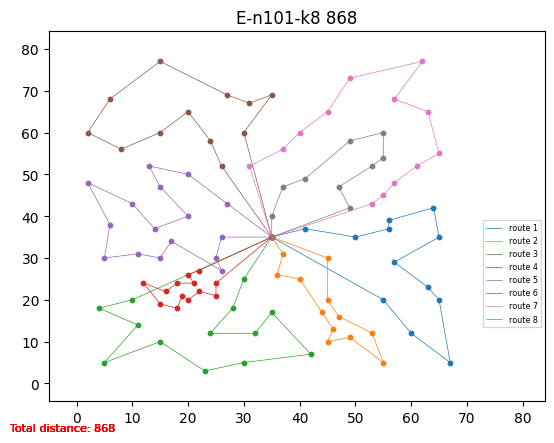 E-n101-k8 868
80
70
60
50
40
30
20
10
0
route 1
route 2
route 3
route 4
route 5
route 6
route 7
route 8
0 10 20 30 40 50 60 70 80
Total distance: 868